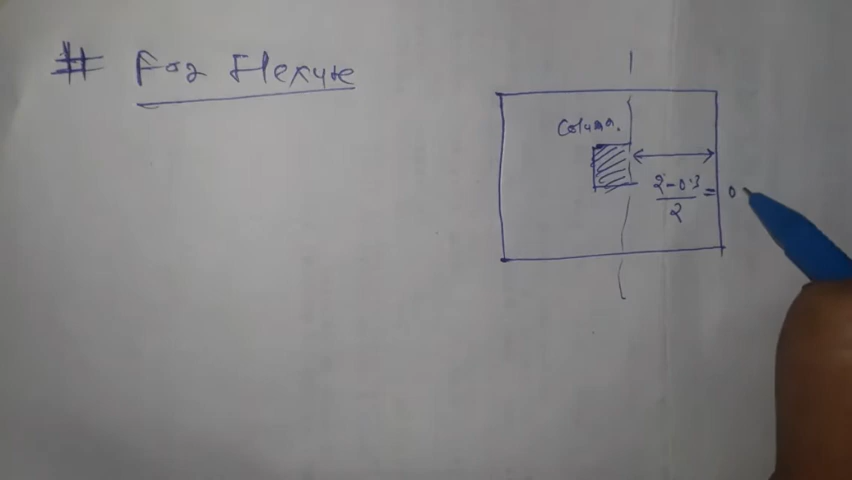 # For Flexure
Column.
2-0.3
2
= 0